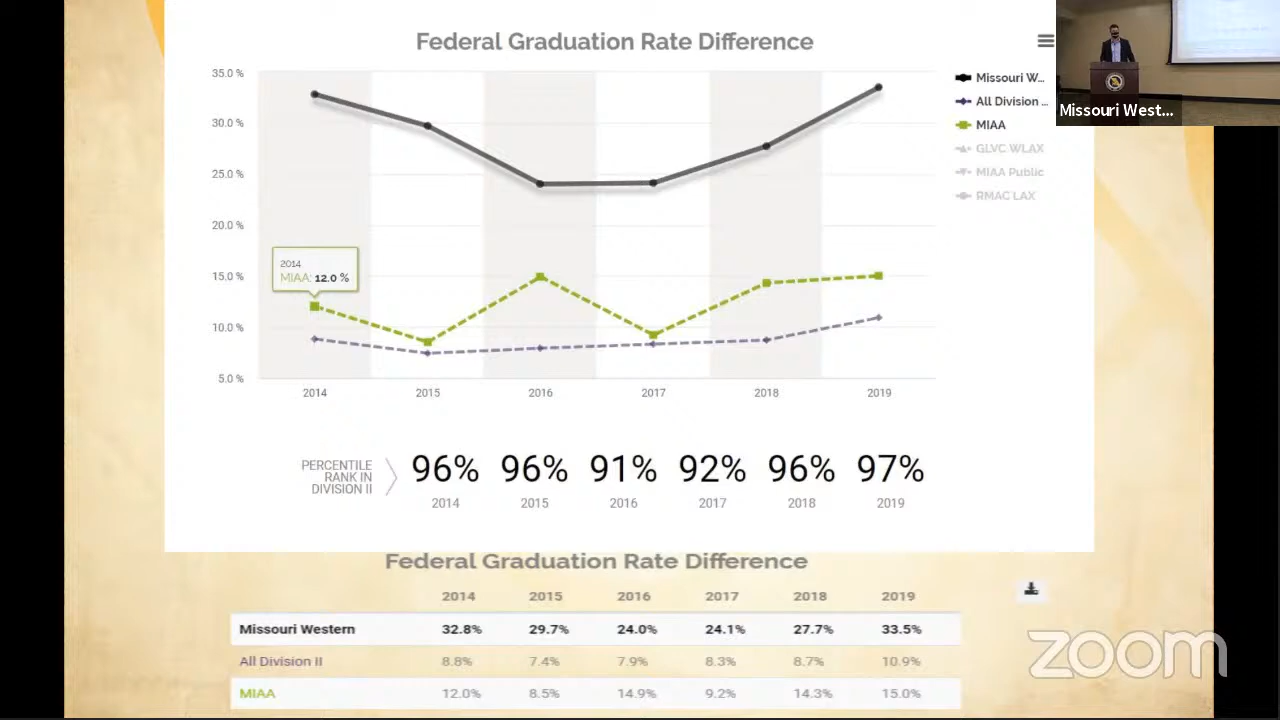 Federal Graduation Rate Difference
35.0 %
30.0 %
25.0 %
20.0 %
15.0 %
10.0 %
5.0 %
2014
MIAA: 12.0 %
2014 2015 2016 2017 2018 2019
Missouri W...
All Division ...
MIAA
GLVC WLAX
MIAA Public
RMAC LAX
Missouri West...
PERCENTILE
RANK IN
DIVISION II
96% 96% 91% 92% 96% 97%
2014 2015 2016 2017 2018 2019
Federal Graduation Rate Difference
2014 2015 2016 2017 2018 2019
Missouri Western 32.8% 29.7% 24.0% 24.1% 27.7% 33.5%
All Division II 8.8% 7.4% 7.9% 8.3% 8.7% 10.9%
MIAA 12.0% 8.5% 14.9% 9.2% 14.3% 15.0%
zoom